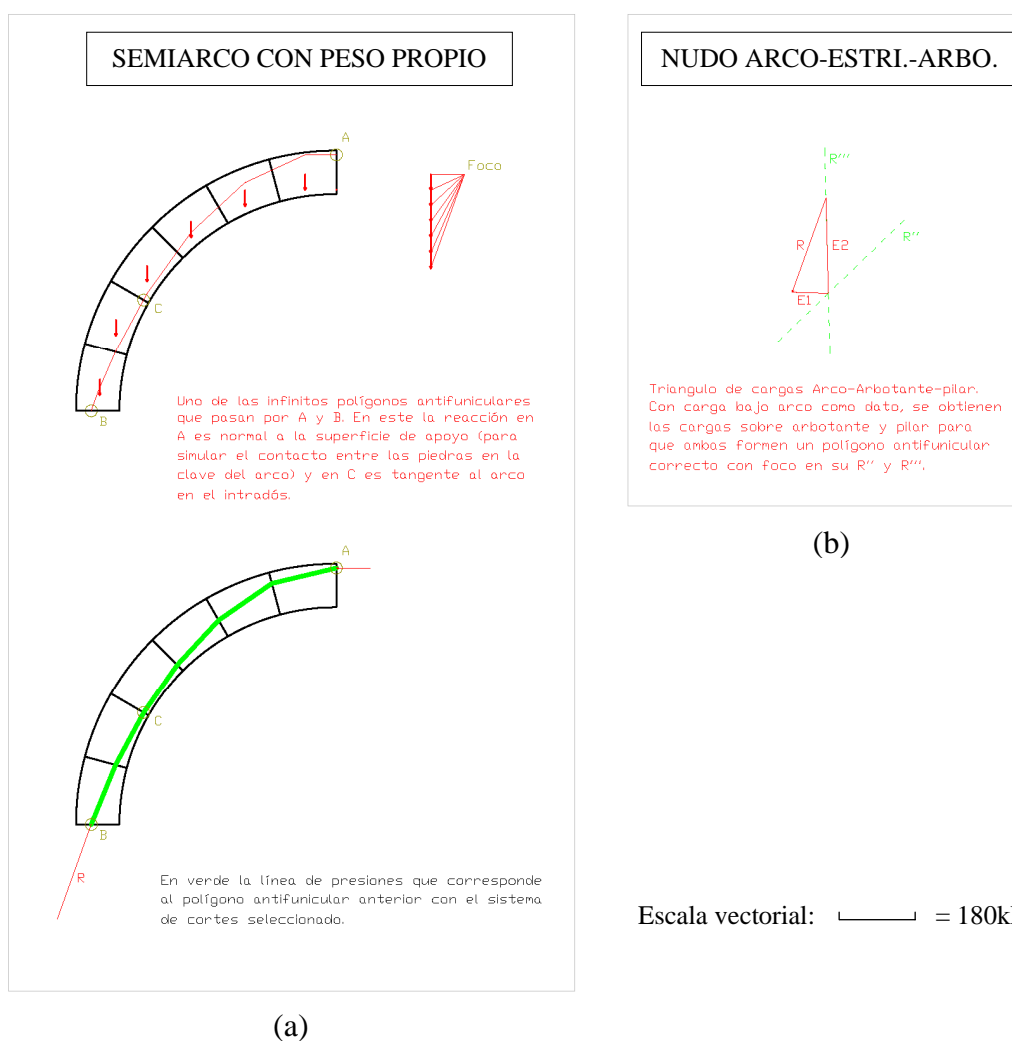 SEMIARCO CON PESO PROPIO
A
Foco
C
B
Uno de las infinitos polígonos antifuniculares
que pasan por A y B. En este la reacción en
A es normal a la superficie de apoyo (para
simular el contacto entre las piedras en la
clave del arco) y en C es tangente al arco
en el intradós.
A
C
B
R
En verde la línea de presiones que corresponde
al polígono antifunicular anterior con el sistema
de cortes seleccionado.
(a)
NUDO ARCO-ESTRI.-ARBO.
R'''
R''
R
E2
E1
Triangulo de cargas Arco-Arbotante-pilar.
Con carga bajo arco como dato, se obtienen
las cargas sobre arbotante y pilar para
que ambas formen un polígono antifunicular
correcto con foco en su R'' y R'''.
(b)
Escala vectorial: = 180k